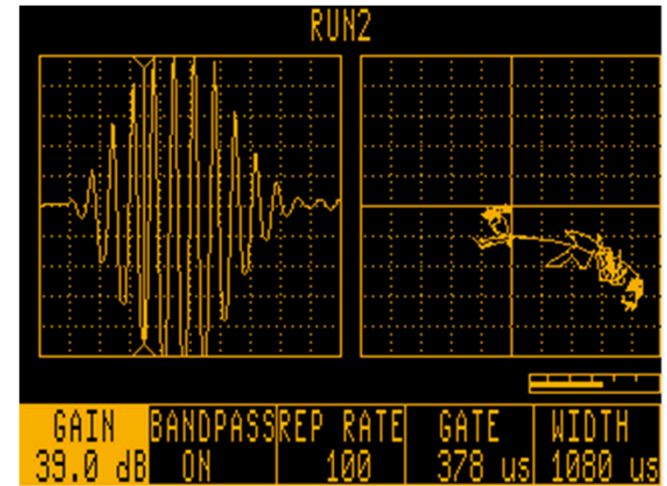 RUN2
GAIN BANDPASS REP RATE GATE WIDTH
39.0 dB ON 100 378 us 1080 us